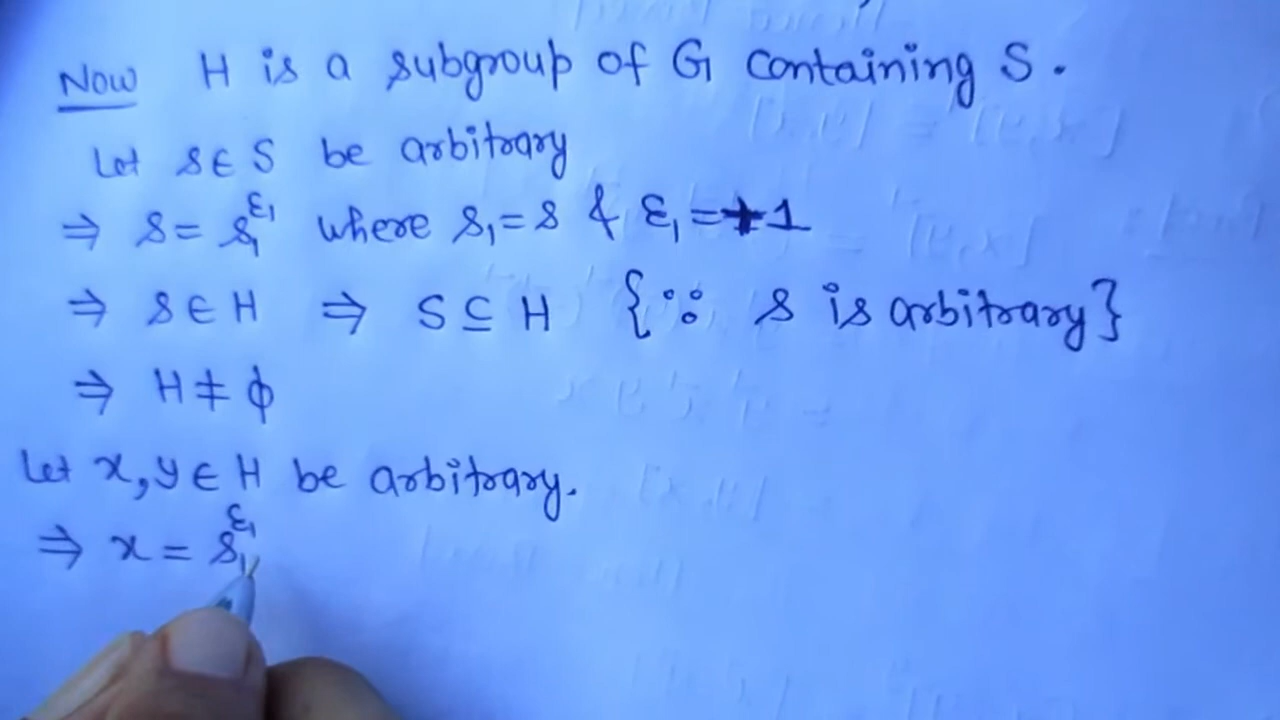 Now H is a subgroup of G containing S.
Let s ∈ S be arbitrary
⇒ s = s₁^ε₁ where s₁ = s & ε₁ = +1
⇒ s ∈ H ⇒ S ⊆ H {∵ s is arbitrary}
⇒ H ≠ ϕ
Let x, y ∈ H be arbitrary.
⇒ x = s₁^ε₁